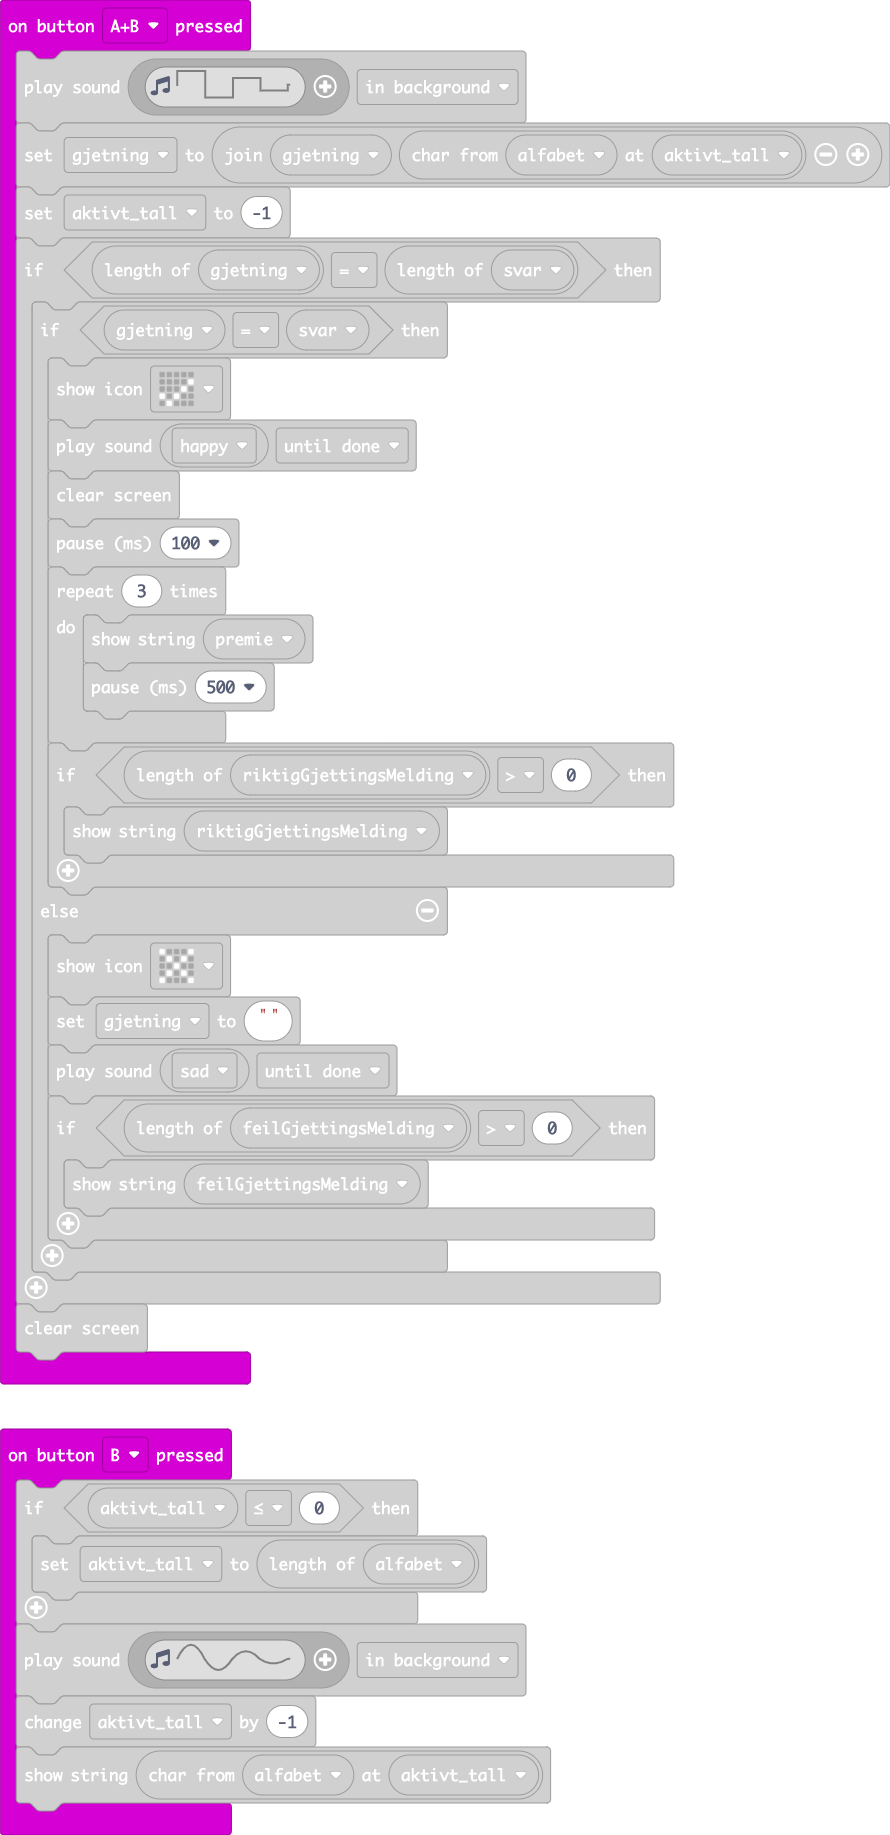 on button A+B pressed
play sound in background
set gjetning to join gjetning char from alfabet at aktivt_tall
set aktivt_tall to -1
if length of gjetning = length of svar then
if gjetning = svar then
show icon
play sound happy until done
clear screen
pause (ms) 100
repeat 3 times
do
show string premie
pause (ms) 500
if length of riktigGjettingsMelding > 0 then
show string riktigGjettingsMelding
else
show icon
set gjetning to " "
play sound sad until done
if length of feilGjettingsMelding > 0 then
show string feilGjettingsMelding
clear screen
on button B pressed
if aktivt_tall ≤ 0 then
set aktivt_tall to length of alfabet
play sound in background
change aktivt_tall by -1
show string char from alfabet at aktivt_tall